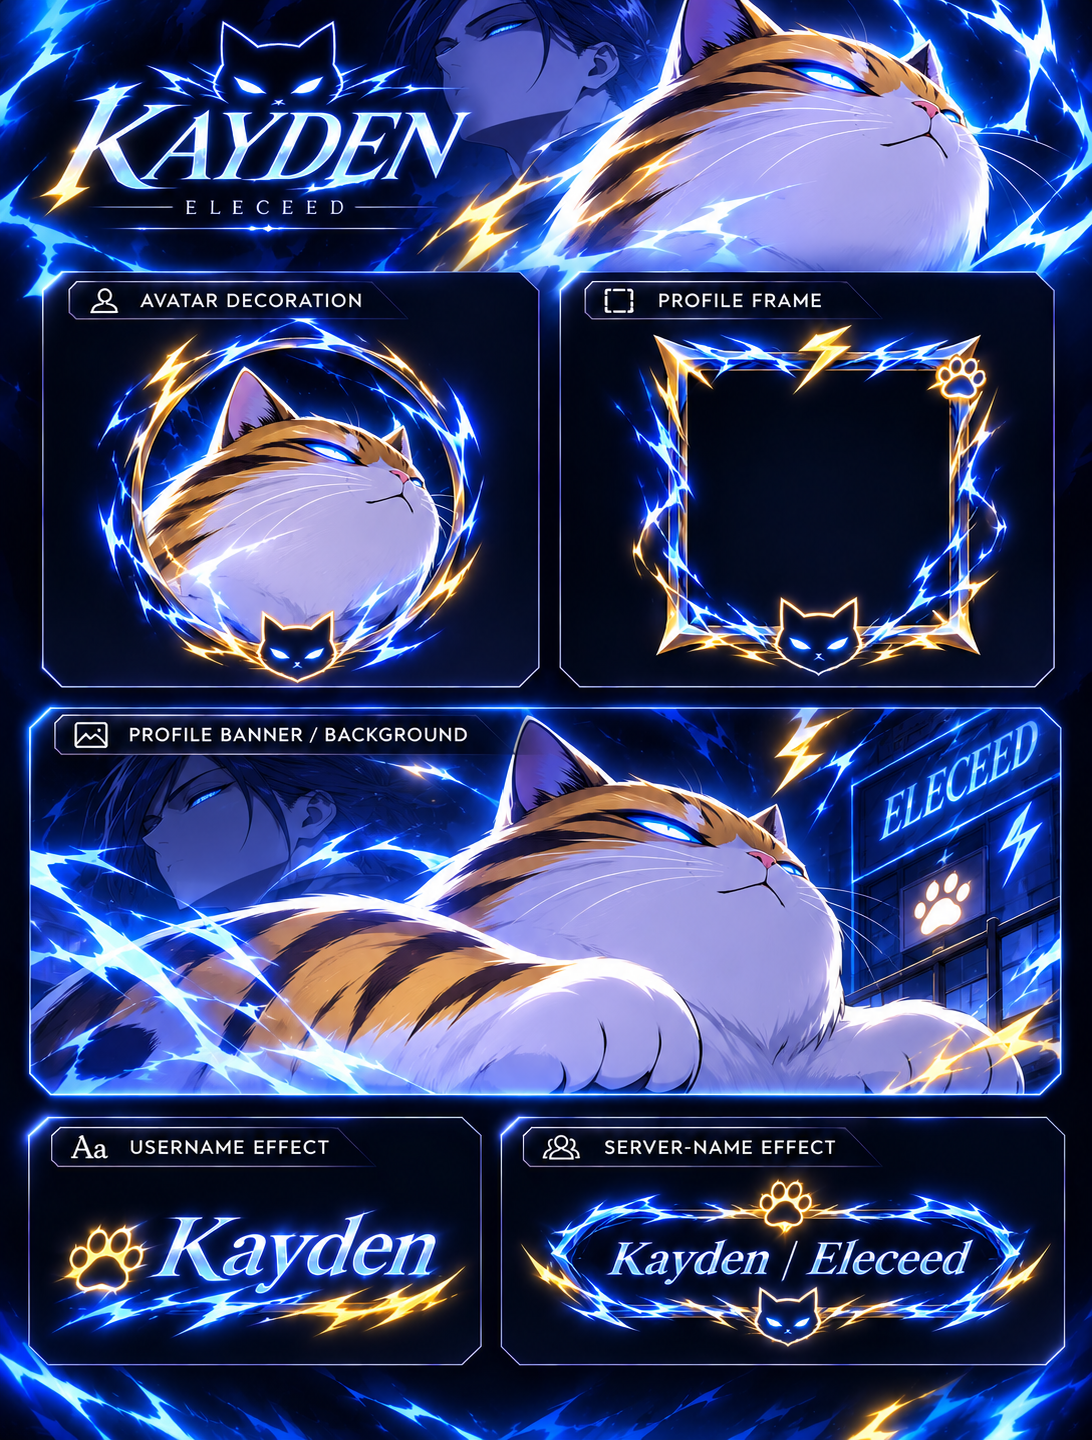 KAYDEN
ELECEED
AVATAR DECORATION
PROFILE FRAME
PROFILE BANNER / BACKGROUND
ELECEED
Aa USERNAME EFFECT
SERVER-NAME EFFECT
Kayden
Kayden / Eleceed